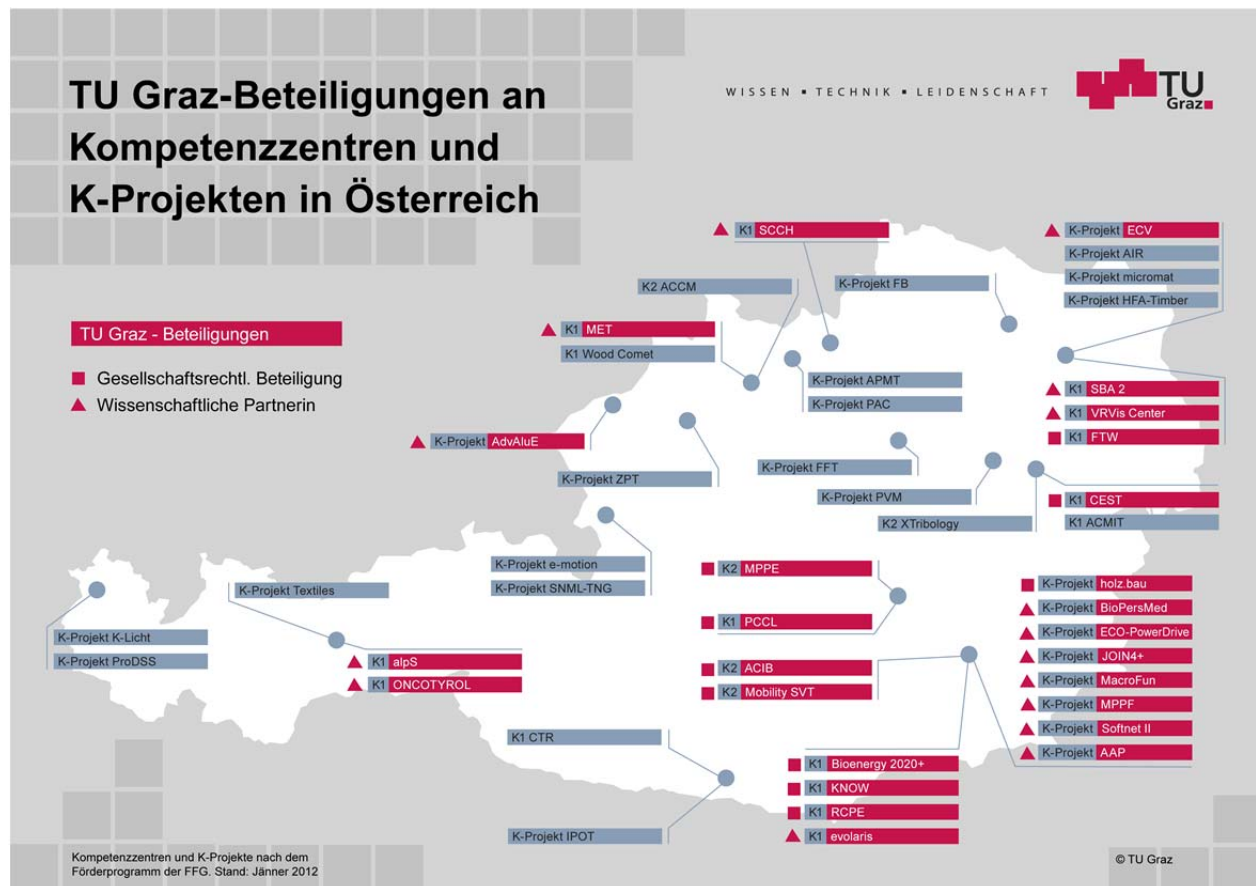 TU Graz-Beteiligungen an
Kompetenzzentren und
K-Projekten in Österreich
WISSEN ▪ TECHNIK ▪ LEIDENSCHAFT
TU
Graz
TU Graz - Beteiligungen
Gesellschaftsrechtl. Beteiligung
Wissenschaftliche Partnerin
K1 SCCH
K2 ACCM
K1 MET
K1 Wood Comet
K-Projekt AdvAluE
K-Projekt ZPT
K-Projekt FB
K-Projekt APMT
K-Projekt PAC
K-Projekt FFT
K-Projekt PVM
K2 XTribology
K-Projekt ECV
K-Projekt AIR
K-Projekt micromat
K-Projekt HFA-Timber
K1 SBA 2
K1 VRVis Center
K1 FTW
K1 CEST
K1 ACMIT
K-Projekt e-motion
K-Projekt SNML-TNG
K-Projekt Textiles
K-Projekt K-Licht
K-Projekt ProDSS
K1 alpS
K1 ONCOTYROL
K2 MPPE
K1 PCCL
K2 ACIB
K2 Mobility SVT
K-Projekt holz.bau
K-Projekt BioPersMed
K-Projekt ECO-PowerDrive
K-Projekt JOIN4+
K-Projekt MacroFun
K-Projekt MPPF
K-Projekt Softnet II
K-Projekt AAP
K1 CTR
K-Projekt IPOT
K1 Bioenergy 2020+
K1 KNOW
K1 RCPE
K1 evolaris
Kompetenzzentren und K-Projekte nach dem
Förderprogramm der FFG. Stand: Jänner 2012
© TU Graz